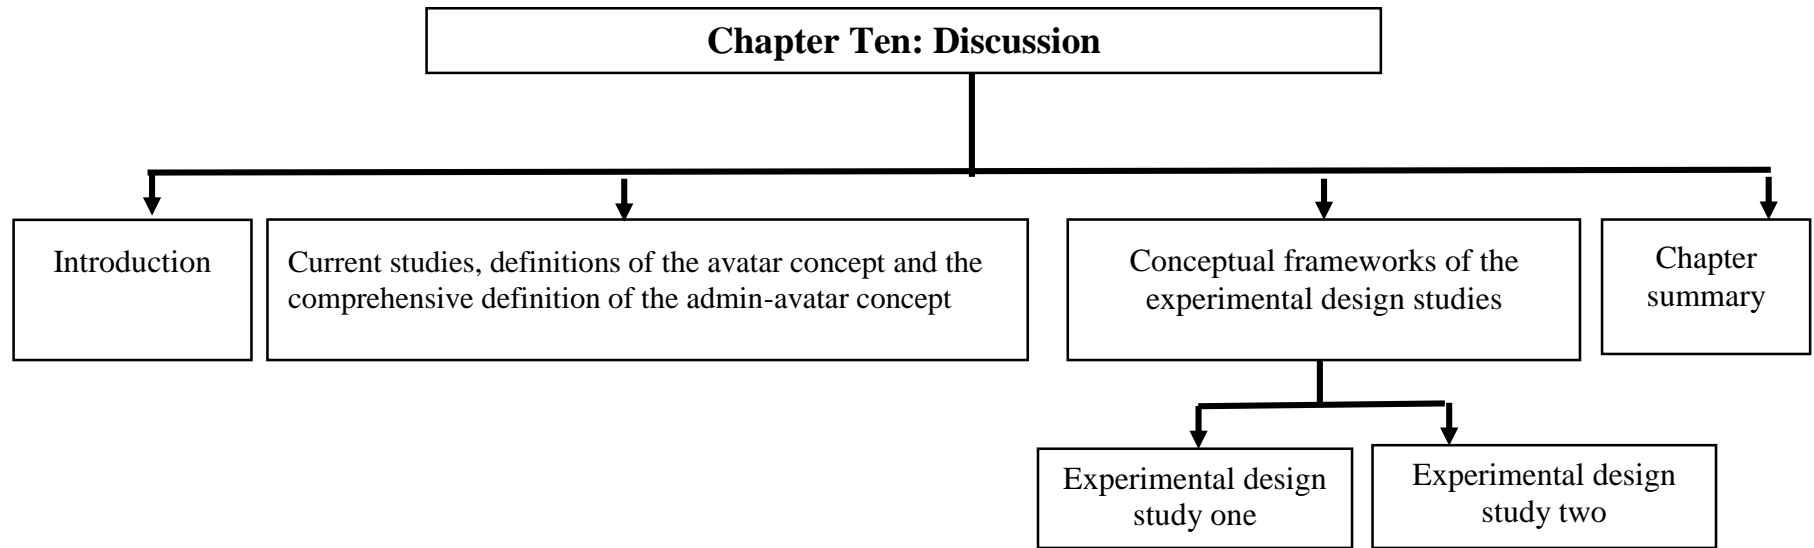 Chapter Ten: Discussion
Introduction
Current studies, definitions of the avatar concept and the
comprehensive definition of the admin-avatar concept
Conceptual frameworks of the
experimental design studies
Chapter
summary
Experimental design
study one
Experimental design
study two